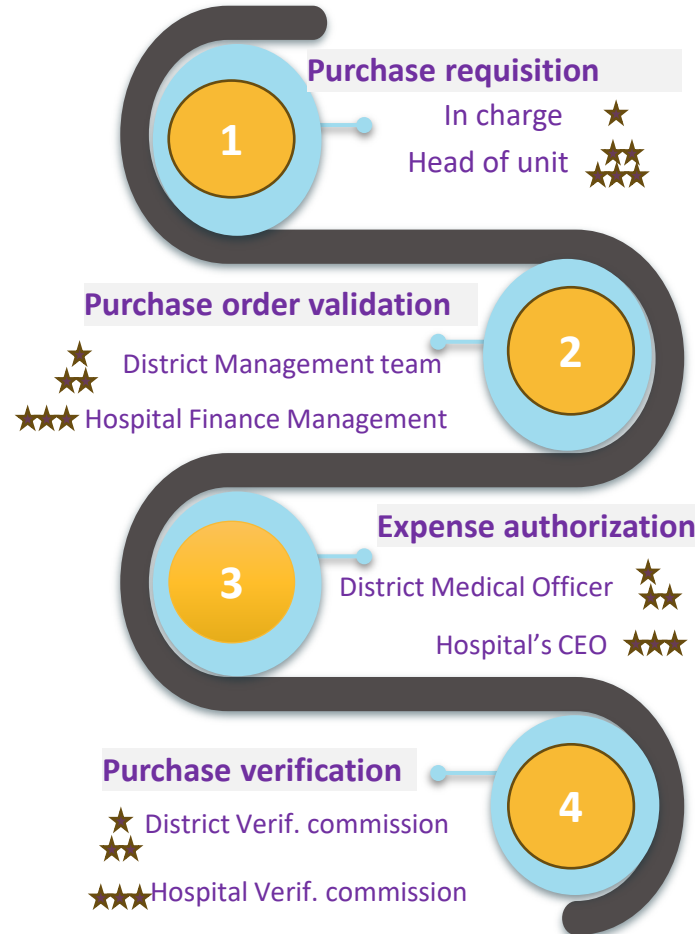 1
Purchase requisition
In charge
Head of unit
2
Purchase order validation
District Management team
Hospital Finance Management
3
Expense authorization
District Medical Officer
Hospital's CEO
4
Purchase verification
District Verif. commission
Hospital Verif. commission